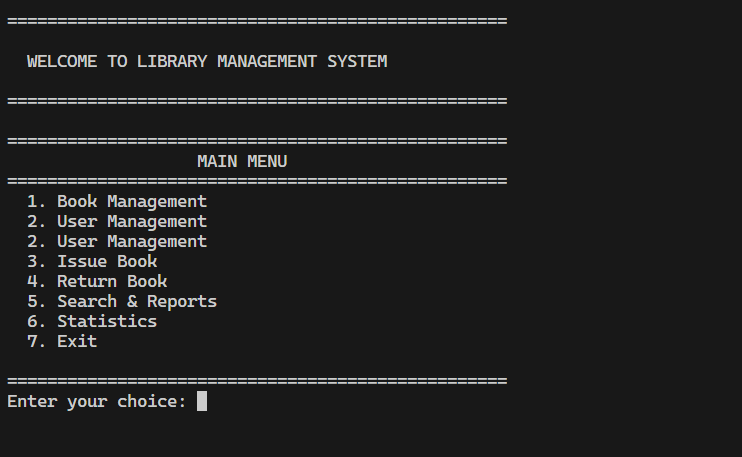 ==================================================
WELCOME TO LIBRARY MANAGEMENT SYSTEM
==================================================
==================================================
MAIN MENU
==================================================
1. Book Management
2. User Management
2. User Management
3. Issue Book
4. Return Book
5. Search & Reports
6. Statistics
7. Exit
==================================================
Enter your choice: